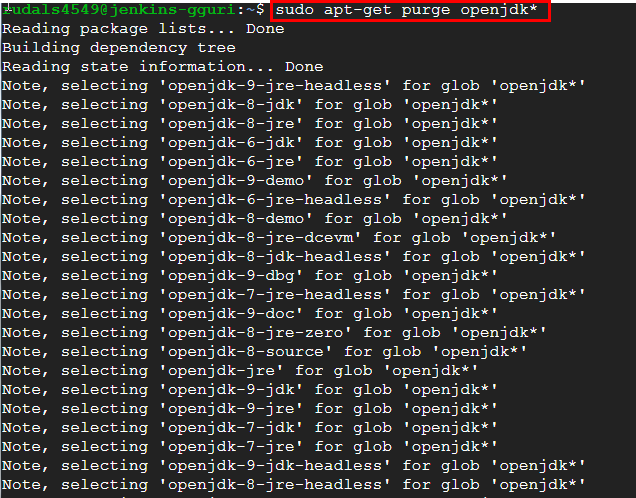 rudals4549@jenkins-gguri:~$ sudo apt-get purge openjdk*
Reading package lists... Done
Building dependency tree
Reading state information... Done
Note, selecting 'openjdk-9-jre-headless' for glob 'openjdk*'
Note, selecting 'openjdk-8-jdk' for glob 'openjdk*'
Note, selecting 'openjdk-8-jre' for glob 'openjdk*'
Note, selecting 'openjdk-6-jdk' for glob 'openjdk*'
Note, selecting 'openjdk-6-jre' for glob 'openjdk*'
Note, selecting 'openjdk-9-demo' for glob 'openjdk*'
Note, selecting 'openjdk-6-jre-headless' for glob 'openjdk*'
Note, selecting 'openjdk-8-demo' for glob 'openjdk*'
Note, selecting 'openjdk-8-jre-dcevm' for glob 'openjdk*'
Note, selecting 'openjdk-8-jdk-headless' for glob 'openjdk*'
Note, selecting 'openjdk-9-dbg' for glob 'openjdk*'
Note, selecting 'openjdk-7-jre-headless' for glob 'openjdk*'
Note, selecting 'openjdk-9-doc' for glob 'openjdk*'
Note, selecting 'openjdk-8-jre-zero' for glob 'openjdk*'
Note, selecting 'openjdk-8-source' for glob 'openjdk*'
Note, selecting 'openjdk-jre' for glob 'openjdk*'
Note, selecting 'openjdk-9-jdk' for glob 'openjdk*'
Note, selecting 'openjdk-9-jre' for glob 'openjdk*'
Note, selecting 'openjdk-7-jdk' for glob 'openjdk*'
Note, selecting 'openjdk-7-jre' for glob 'openjdk*'
Note, selecting 'openjdk-9-jdk-headless' for glob 'openjdk*'
Note, selecting 'openjdk-8-jre-headless' for glob 'openjdk*'